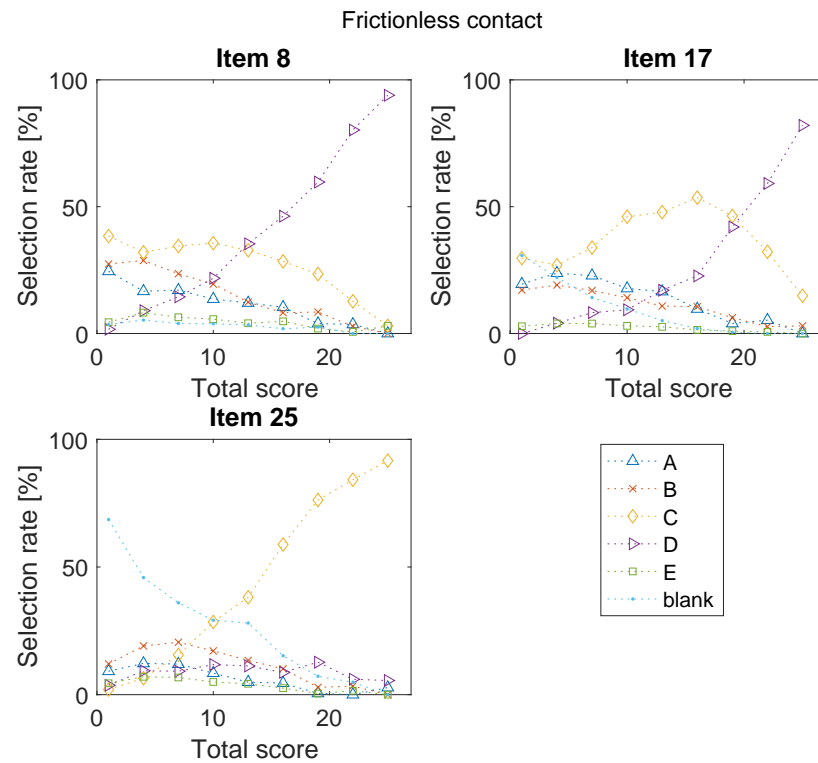 Frictionless contact
Item 8
100
50
0
0
10
20
Selection rate [%]
Total score
Item 17
100
50
0
0
10
20
Selection rate [%]
Total score
Item 25
100
50
0
0
10
20
Selection rate [%]
Total score
A
B
C
D
E
blank